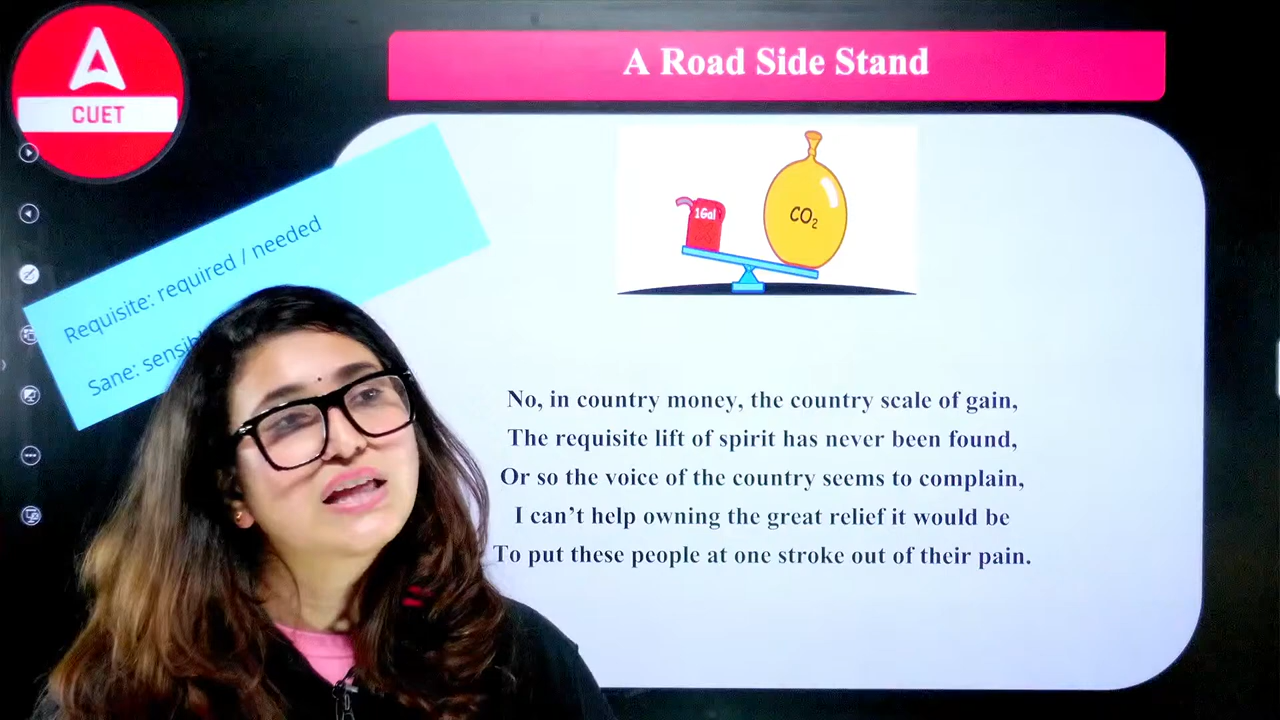 CUET
A Road Side Stand
1Gal
CO₂
Requisite: required / needed
Sane:
No, in country money, the country scale of gain,
The requisite lift of spirit has never been found,
Or so the voice of the country seems to complain,
I can't help owning the great relief it would be
To put these people at one stroke out of their pain.